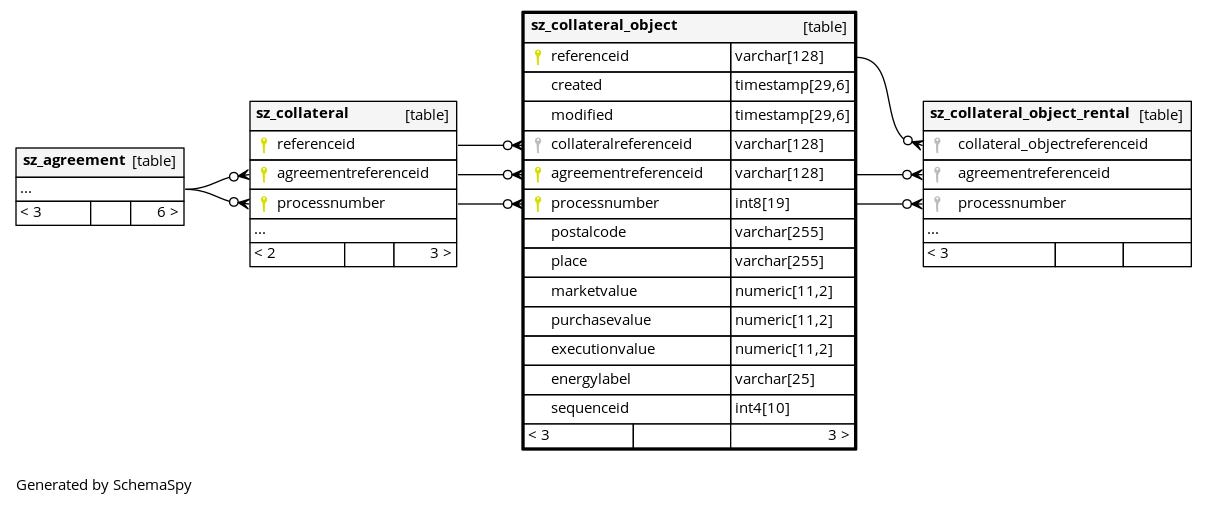 sz_agreement [table]
...
< 3 6 >
sz_collateral [table]
referenceid
agreementreferenceid
processnumber
...
< 2 3 >
sz_collateral_object [table]
referenceid varchar[128]
created timestamp[29,6]
modified timestamp[29,6]
collateralreferenceid varchar[128]
agreementreferenceid varchar[128]
processnumber int8[19]
postalcode varchar[255]
place varchar[255]
marketvalue numeric[11,2]
purchasevalue numeric[11,2]
executionvalue numeric[11,2]
energylabel varchar[25]
sequenceid int4[10]
< 3 3 >
sz_collateral_object_rental [table]
collateral_objectreferenceid
agreementreferenceid
processnumber
...
< 3
Generated by SchemaSpy